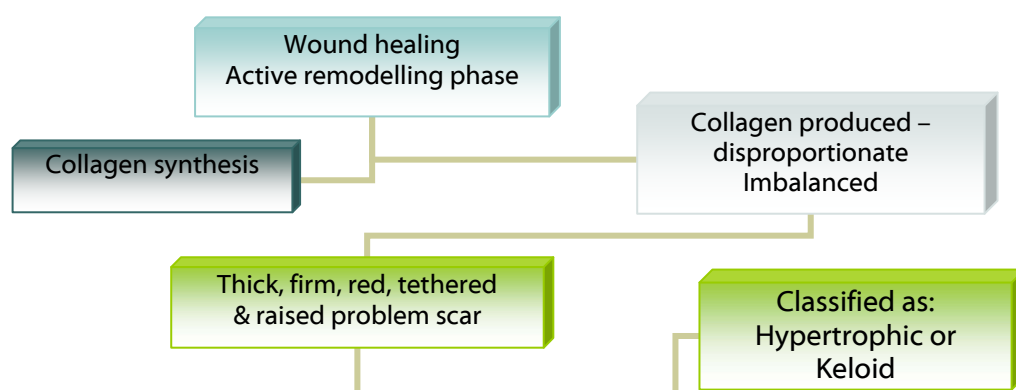 Wound healing
Active remodelling phase
Collagen synthesis
Collagen produced –
disproportionate
Imbalanced
Thick, firm, red, tethered
& raised problem scar
Classified as:
Hypertrophic or
Keloid